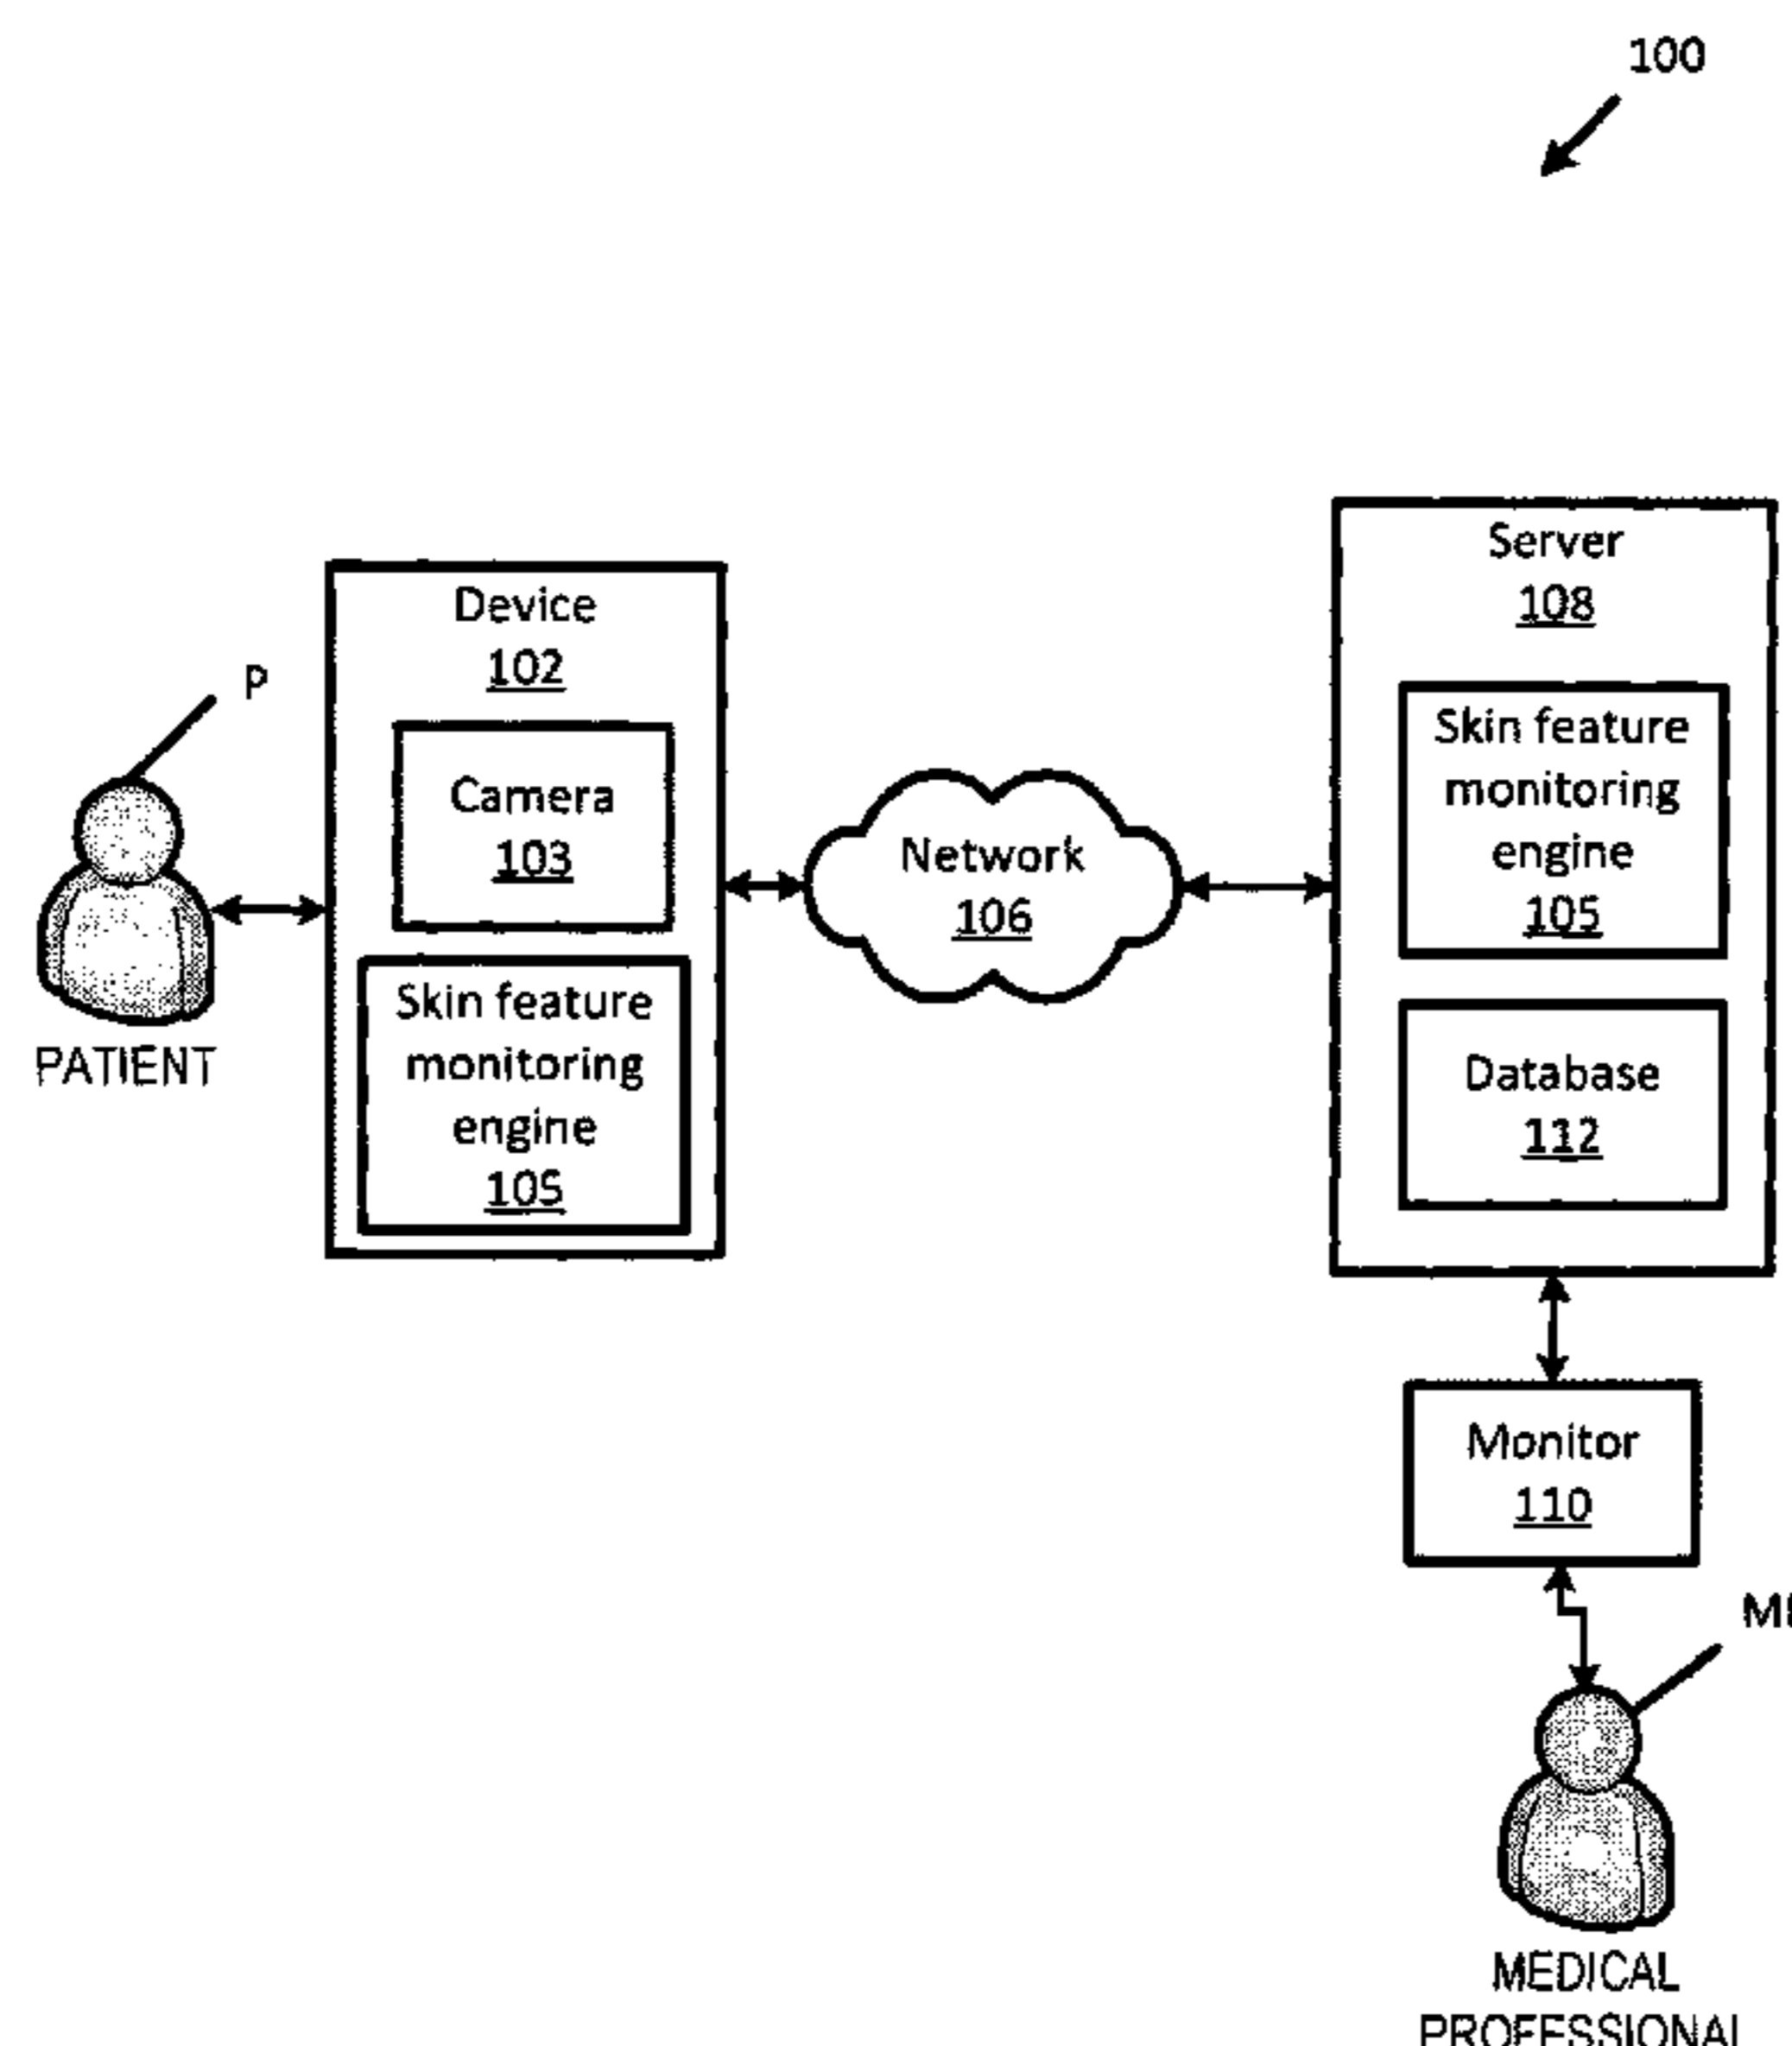 100
Server
108
Device
102
P
Skin feature
monitoring
engine
105
Camera
103
Network
106
Skin feature
monitoring
engine
105
PATIENT
Database
112
Monitor
110
MEDICAL
PROFESSIONAL